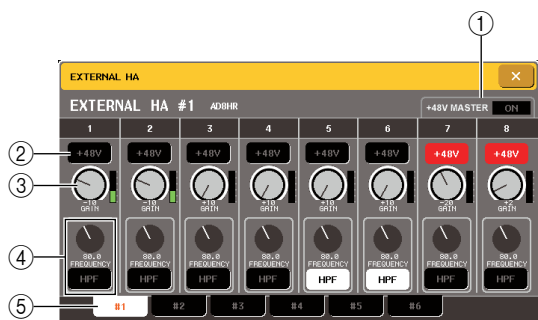 1
EXTERNAL HA ×
EXTERNAL HA #1 AD8HR +48V MASTER ON
1 2 3 4 5 6 7 8
2 +48V +48V +48V +48V +48V +48V +48V +48V
3 -10 -10 +10 +10 +10 +10 -20 +2
GAIN GAIN GAIN GAIN GAIN GAIN GAIN GAIN
4 80.0 80.0 80.0 80.0 80.0 80.0 80.0 80.0
FREQUENCY FREQUENCY FREQUENCY FREQUENCY FREQUENCY FREQUENCY FREQUENCY FREQUENCY
HPF HPF HPF HPF HPF HPF HPF HPF
5 #1 #2 #3 #4 #5 #6